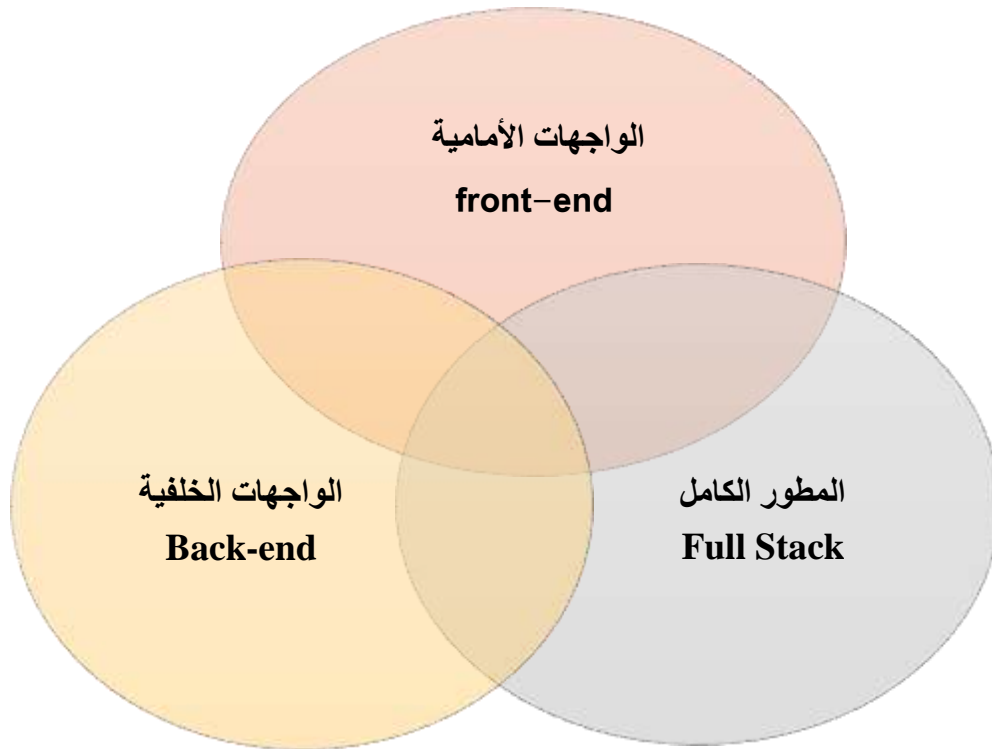 الواجهات الأمامية
front-end
الواجهات الخلفية
Back-end
المطور الكامل
Full Stack